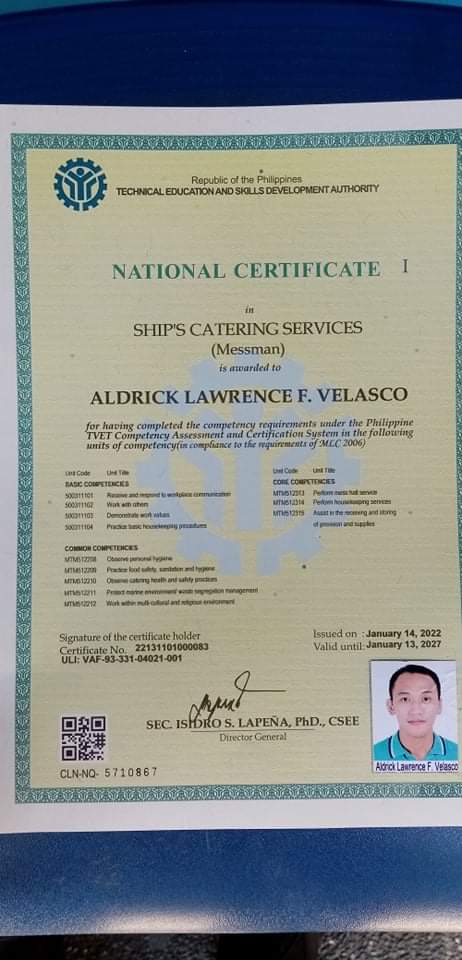 Republic of the Philippines
TECHNICAL EDUCATION AND SKILLS DEVELOPMENT AUTHORITY
NATIONAL CERTIFICATE I
in
SHIP'S CATERING SERVICES
(Messman)
is awarded to
ALDRICK LAWRENCE F. VELASCO
for having completed the competency requirements under the Philippine
TVET Competency Assessment and Certification System in the following
units of competency(in compliance to the requirements of MLC 2006)
Unit Code Unit Title
BASIC COMPETENCIES
500311101 Receive and respond to workplace communication
500311102 Work with others
500311103 Demonstrate work values
500311104 Practice basic housekeeping procedures
COMMON COMPETENCIES
MTM512208 Observe personal hygiene
MTM512209 Practice food safety, sanitation and hygiene
MTM512210 Observe catering health and safety practices
MTM512211 Protect marine environment/ waste segregation management
MTM512212 Work within multi-cultural and religious environment
Unit Code Unit Title
CORE COMPETENCIES
MTM512313 Perform mess hall service
MTM512314 Perform housekeeping services
MTM512315 Assist in the receiving and storing
of provision and supplies
Signature of the certificate holder
Certificate No. 22131101000083
ULI: VAF-93-331-04021-001
Issued on : January 14, 2022
Valid until: January 13, 2027
SEC. ISIDRO S. LAPEÑA, PhD., CSEE
Director General
Aldrick Lawrence F. Velasco
CLN-NQ- 5710867